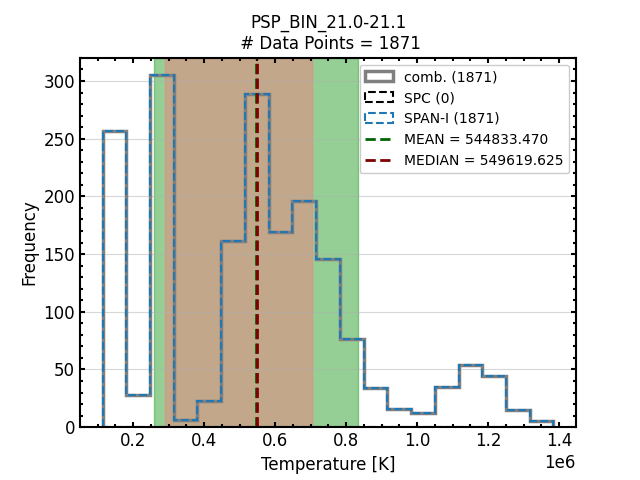 PSP_BIN_21.0-21.1
# Data Points = 1871
Frequency
300
250
200
150
100
50
0
comb. (1871)
SPC (0)
SPAN-I (1871)
MEAN = 544833.470
MEDIAN = 549619.625
0.2 0.4 0.6 0.8 1.0 1.2 1.4
1e6
Temperature [K]